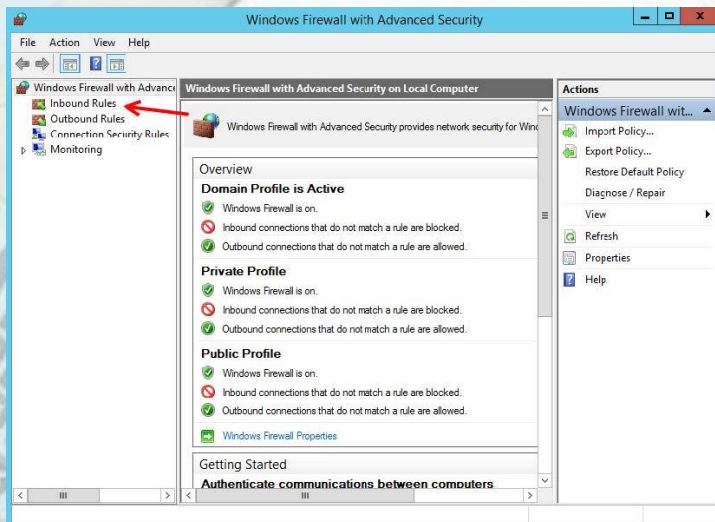 Windows Firewall with Advanced Security
File Action View Help
Windows Firewall with Advance
Inbound Rules
Outbound Rules
Connection Security Rules
Monitoring
Windows Firewall with Advanced Security on Local Computer
Windows Firewall with Advanced Security provides network security for Wind
Overview
Domain Profile is Active
Windows Firewall is on.
Inbound connections that do not match a rule are blocked.
Outbound connections that do not match a rule are allowed.
Private Profile
Windows Firewall is on.
Inbound connections that do not match a rule are blocked.
Outbound connections that do not match a rule are allowed.
Public Profile
Windows Firewall is on.
Inbound connections that do not match a rule are blocked.
Outbound connections that do not match a rule are allowed.
Windows Firewall Properties
Getting Started
Authenticate communications between computers
Actions
Windows Firewall wit...
Import Policy...
Export Policy...
Restore Default Policy
Diagnose / Repair
View
Refresh
Properties
Help